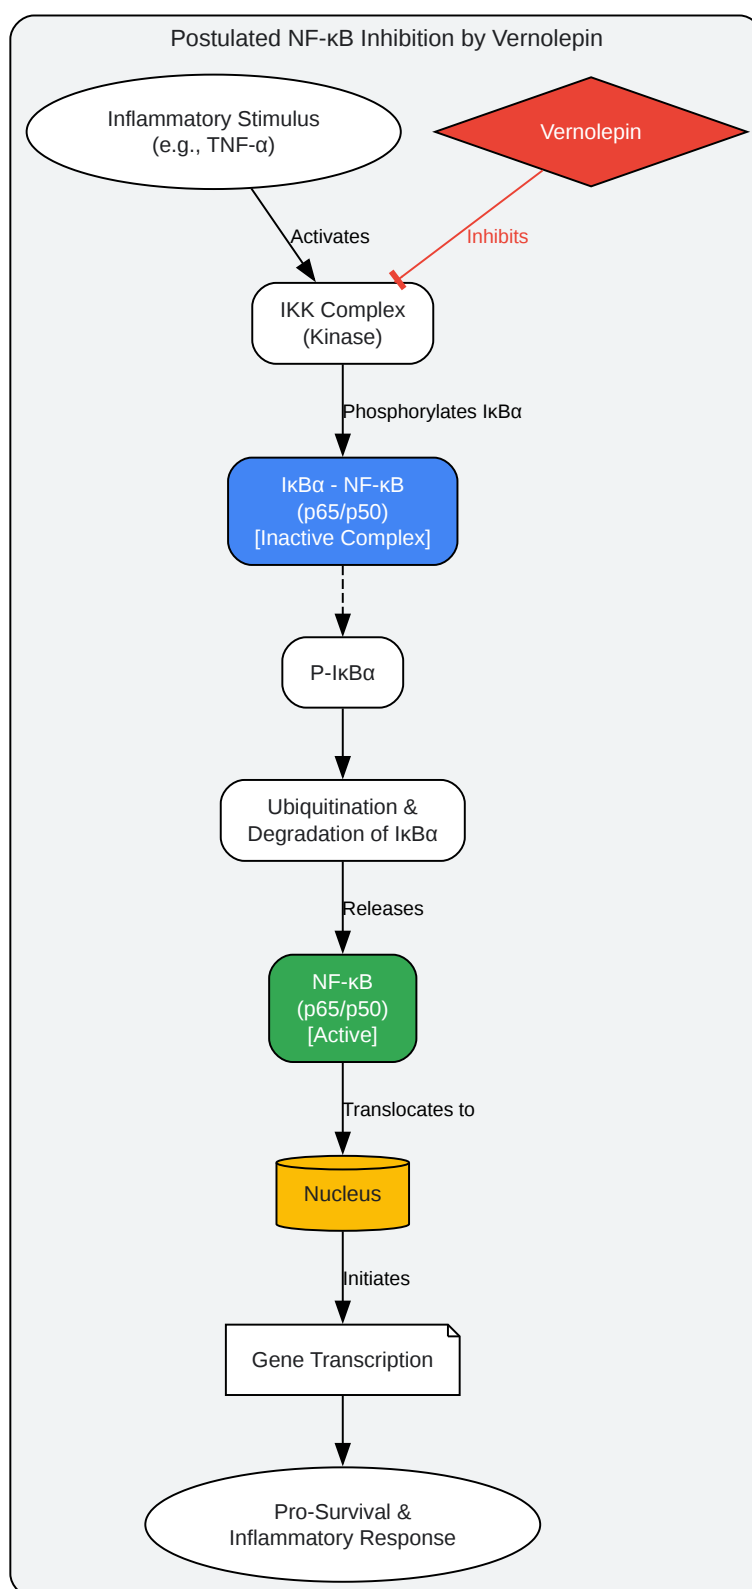 Postulated NF-κB Inhibition by Vernolepin
Inflammatory Stimulus
(e.g., TNF-α)
Vernolepin
Activates
Inhibits
IKK Complex
(Kinase)
Phosphorylates IκBα
IκBα - NF-κB
(p65/p50)
[Inactive Complex]
P-IκBα
Ubiquitination &
Degradation of IκBα
Releases
NF-κB
(p65/p50)
[Active]
Translocates to
Nucleus
Initiates
Gene Transcription
Pro-Survival &
Inflammatory Response